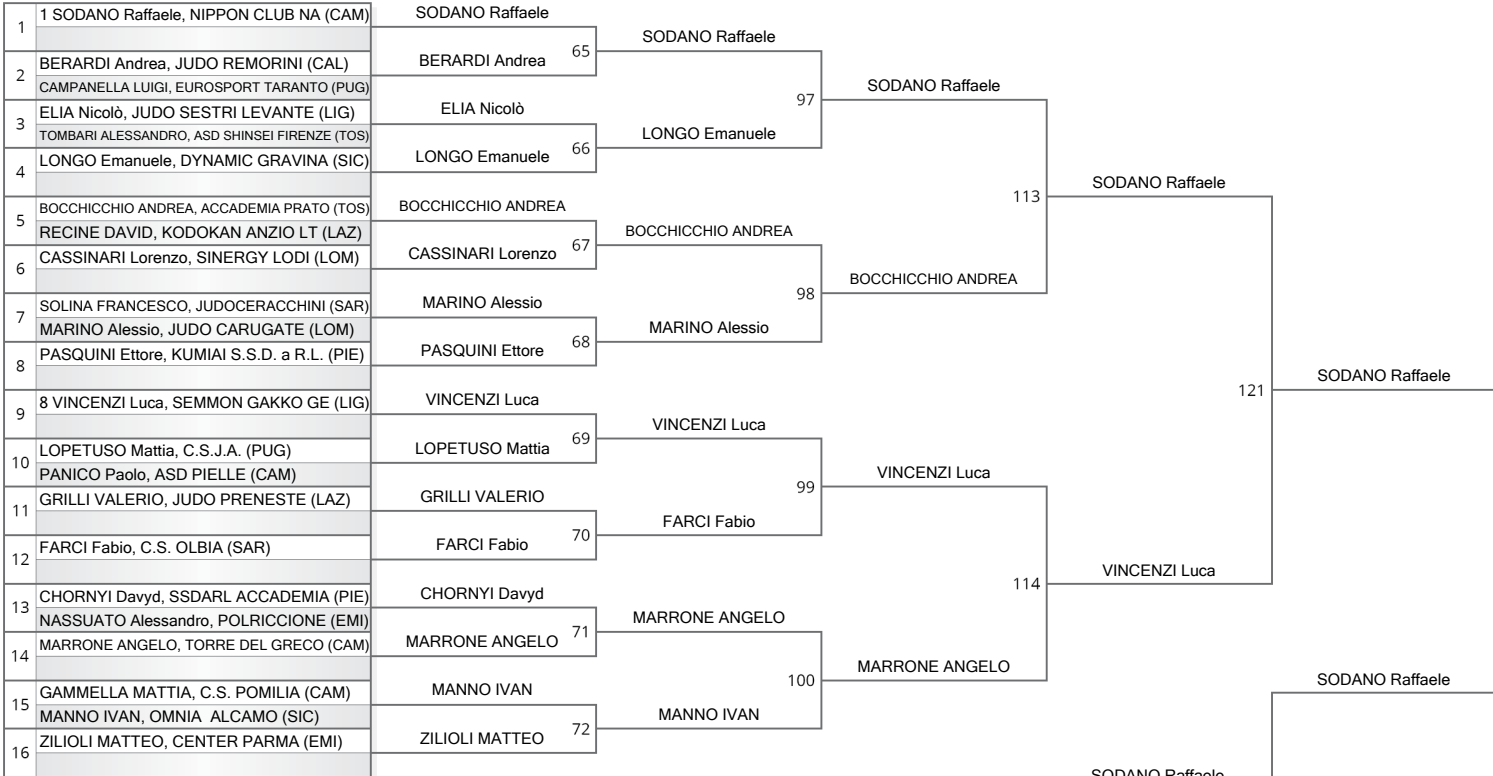 1
1 SODANO Raffaele, NIPPON CLUB NA (CAM)
2
BERARDI Andrea, JUDO REMORINI (CAL)
CAMPANELLA LUIGI, EUROSPORT TARANTO (PUG)
3
ELIA Nicolò, JUDO SESTRI LEVANTE (LIG)
TOMBARI ALESSANDRO, ASD SHINSEI FIRENZE (TOS)
4
LONGO Emanuele, DYNAMIC GRAVINA (SIC)
5
BOCCHICCHIO ANDREA, ACCADEMIA PRATO (TOS)
RECINE DAVID, KODOKAN ANZIO LT (LAZ)
6
CASSINARI Lorenzo, SINERGY LODI (LOM)
7
SOLINA FRANCESCO, JUDOCERACCHINI (SAR)
MARINO Alessio, JUDO CARUGATE (LOM)
8
PASQUINI Ettore, KUMIAI S.S.D. a R.L. (PIE)
9
8 VINCENZI Luca, SEMMON GAKKO GE (LIG)
10
LOPETUSO Mattia, C.S.J.A. (PUG)
PANICO Paolo, ASD PIELLE (CAM)
11
GRILLI VALERIO, JUDO PRENESTE (LAZ)
12
FARCI Fabio, C.S. OLBIA (SAR)
13
CHORNYI Davyd, SSDARL ACCADEMIA (PIE)
NASSUATO Alessandro, POLRICCIONE (EMI)
14
MARRONE ANGELO, TORRE DEL GRECO (CAM)
15
GAMMELLA MATTIA, C.S. POMILIA (CAM)
MANNO IVAN, OMNIA  ALCAMO (SIC)
16
ZILIOLI MATTEO, CENTER PARMA (EMI)
SODANO Raffaele
65
BERARDI Andrea
ELIA Nicolò
66
LONGO Emanuele
BOCCHICCHIO ANDREA
67
CASSINARI Lorenzo
MARINO Alessio
68
PASQUINI Ettore
VINCENZI Luca
69
LOPETUSO Mattia
GRILLI VALERIO
70
FARCI Fabio
CHORNYI Davyd
71
MARRONE ANGELO
MANNO IVAN
72
ZILIOLI MATTEO
SODANO Raffaele
97
LONGO Emanuele
BOCCHICCHIO ANDREA
98
MARINO Alessio
VINCENZI Luca
99
FARCI Fabio
MARRONE ANGELO
100
MANNO IVAN
SODANO Raffaele
113
BOCCHICCHIO ANDREA
VINCENZI Luca
114
MARRONE ANGELO
SODANO Raffaele
121
VINCENZI Luca
SODANO Raffaele
SODANO Raffaele
SODANO Raffaele